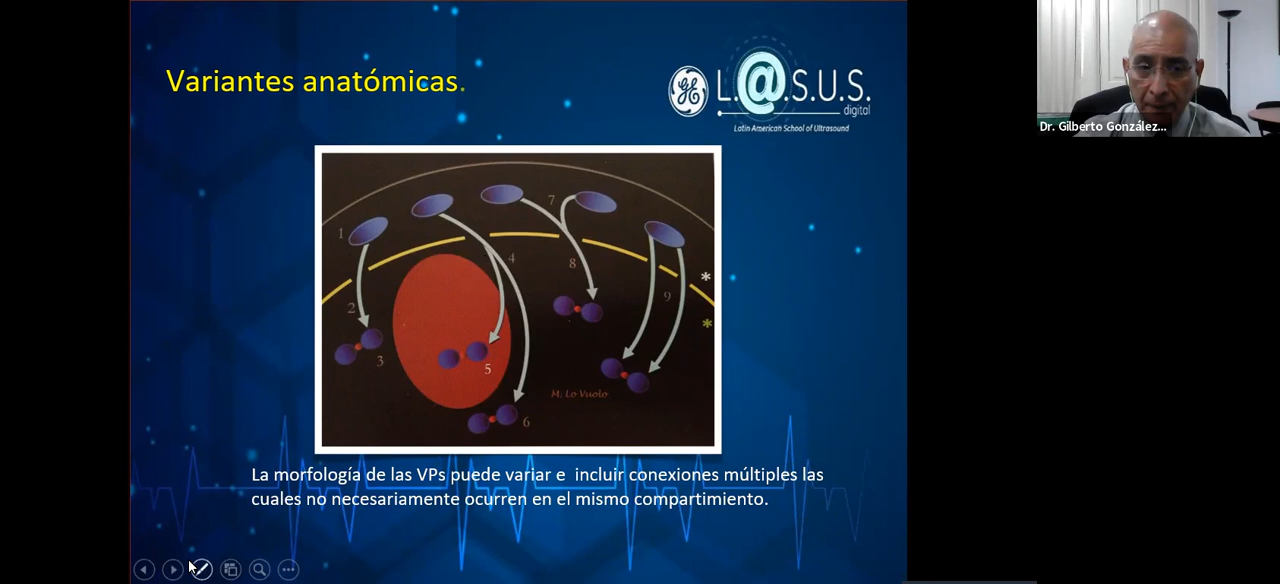 Variantes anatómicas.
GE L.@.S.U.S.
digital
Latin American School of Ultrasound
Dr. Gilberto González...
1
2
3
4
5
6
7
8
9
*
*
M. Lo Vuolo
La morfología de las VPs puede variar e incluir conexiones múltiples las
cuales no necesariamente ocurren en el mismo compartimiento.